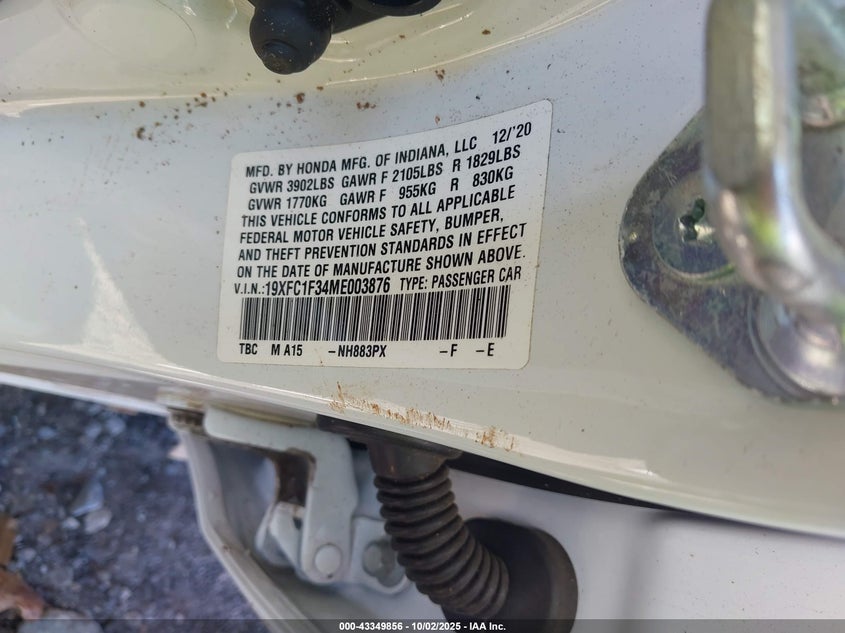 MFD. BY HONDA MFG. OF INDIANA, LLC 12/'20
GVWR 3902LBS GAWR F 2105LBS R 1829LBS
GVWR 1770KG GAWR F 955KG R 830KG
THIS VEHICLE CONFORMS TO ALL APPLICABLE
FEDERAL MOTOR VEHICLE SAFETY, BUMPER,
AND THEFT PREVENTION STANDARDS IN EFFECT
ON THE DATE OF MANUFACTURE SHOWN ABOVE.
V.I.N.:19XFC1F34ME003876 TYPE: PASSENGER CAR
TBC M A15 -NH883PX -F -E
000-43349856 - 10/02/2025 - IAA Inc.